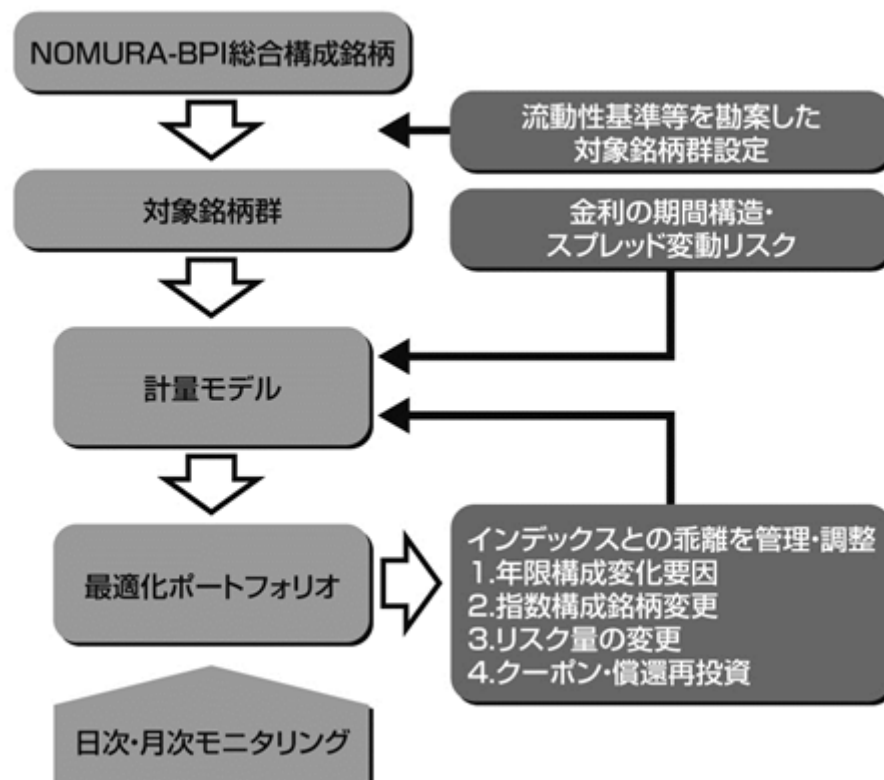 NOMURA-BPI総合構成銘柄
流動性基準等を勘案した
対象銘柄群設定
対象銘柄群
金利の期間構造・
スプレッド変動リスク
計量モデル
最適化ポートフォリオ
インデックスとの乖離を管理・調整
1.年限構成変化要因
2.指数構成銘柄変更
3.リスク量の変更
4.クーポン・償還再投資
日次・月次モニタリング